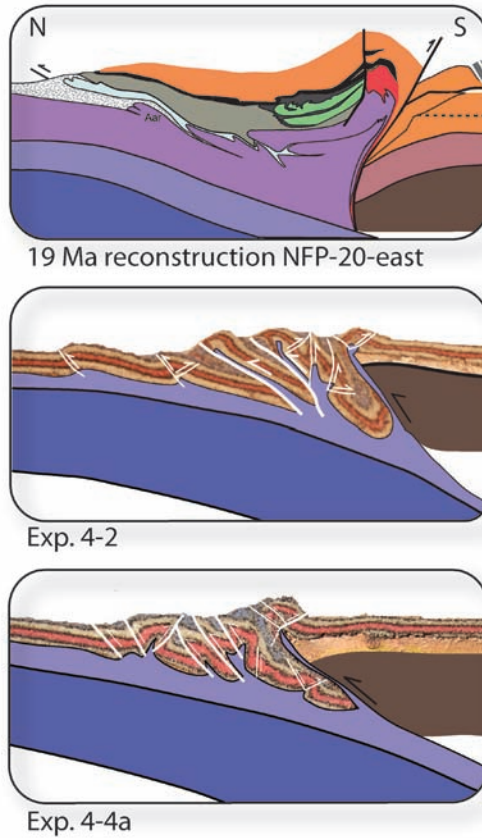 N
S
Aar
19 Ma reconstruction NFP-20-east
Exp. 4-2
Exp. 4-4a